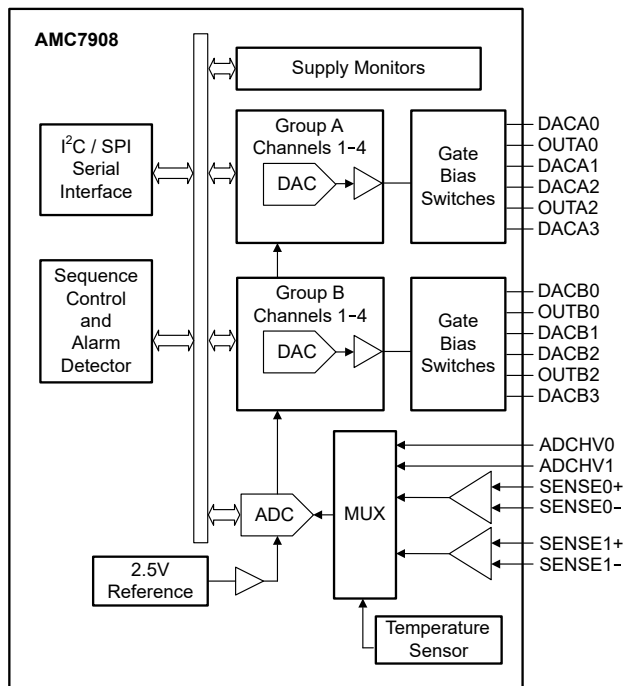 AMC7908
Supply Monitors
I²C / SPI
Serial
Interface
Group A
Channels 1−4
DAC
Gate
Bias
Switches
DACA0
OUTA0
DACA1
DACA2
OUTA2
DACA3
Sequence
Control
and
Alarm
Detector
Group B
Channels 1−4
DAC
Gate
Bias
Switches
DACB0
OUTB0
DACB1
DACB2
OUTB2
DACB3
ADC
MUX
ADCHV0
ADCHV1
SENSE0+
SENSE0−
SENSE1+
SENSE1−
2.5V
Reference
Temperature
Sensor